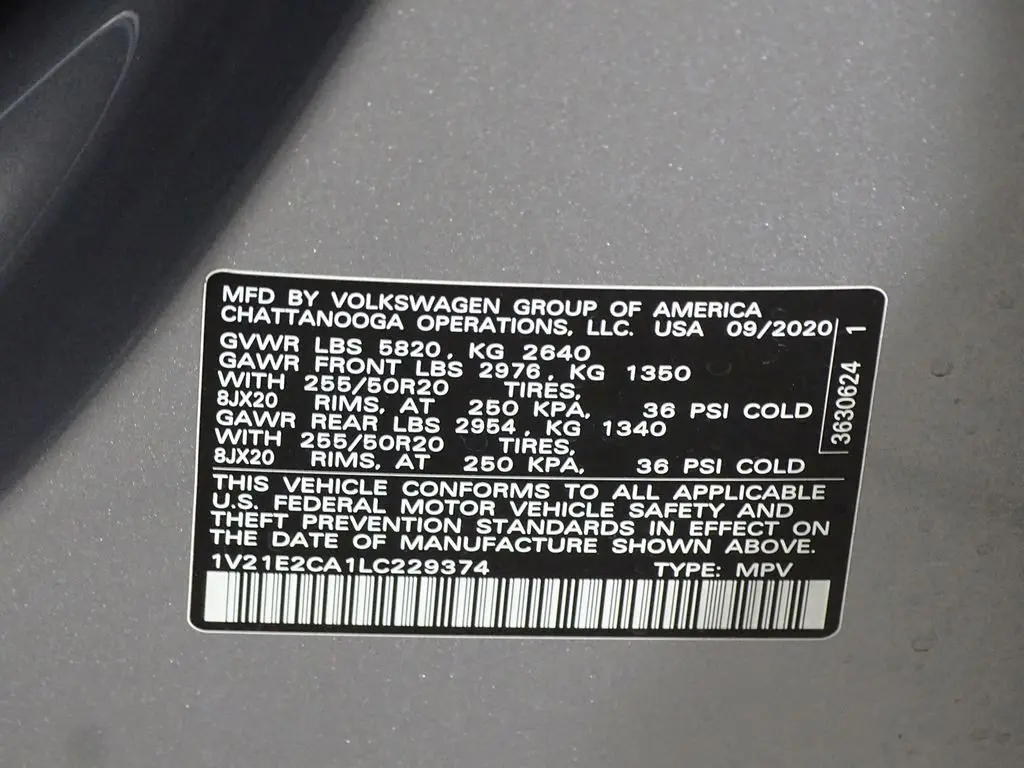 MFD BY VOLKSWAGEN GROUP OF AMERICA
CHATTANOOGA OPERATIONS, LLC. USA 09/2020
GVWR LBS 5820, KG 2640
GAWR FRONT LBS 2976, KG 1350
WITH 255/50R20 TIRES,
8JX20 RIMS, AT 250 KPA, 36 PSI COLD
GAWR REAR LBS 2954, KG 1340
WITH 255/50R20 TIRES,
8JX20 RIMS, AT 250 KPA, 36 PSI COLD
THIS VEHICLE CONFORMS TO ALL APPLICABLE
U.S. FEDERAL MOTOR VEHICLE SAFETY AND
THEFT PREVENTION STANDARDS IN EFFECT ON
THE DATE OF MANUFACTURE SHOWN ABOVE.
1V21E2CA1LC229374 TYPE: MPV
3630624 1